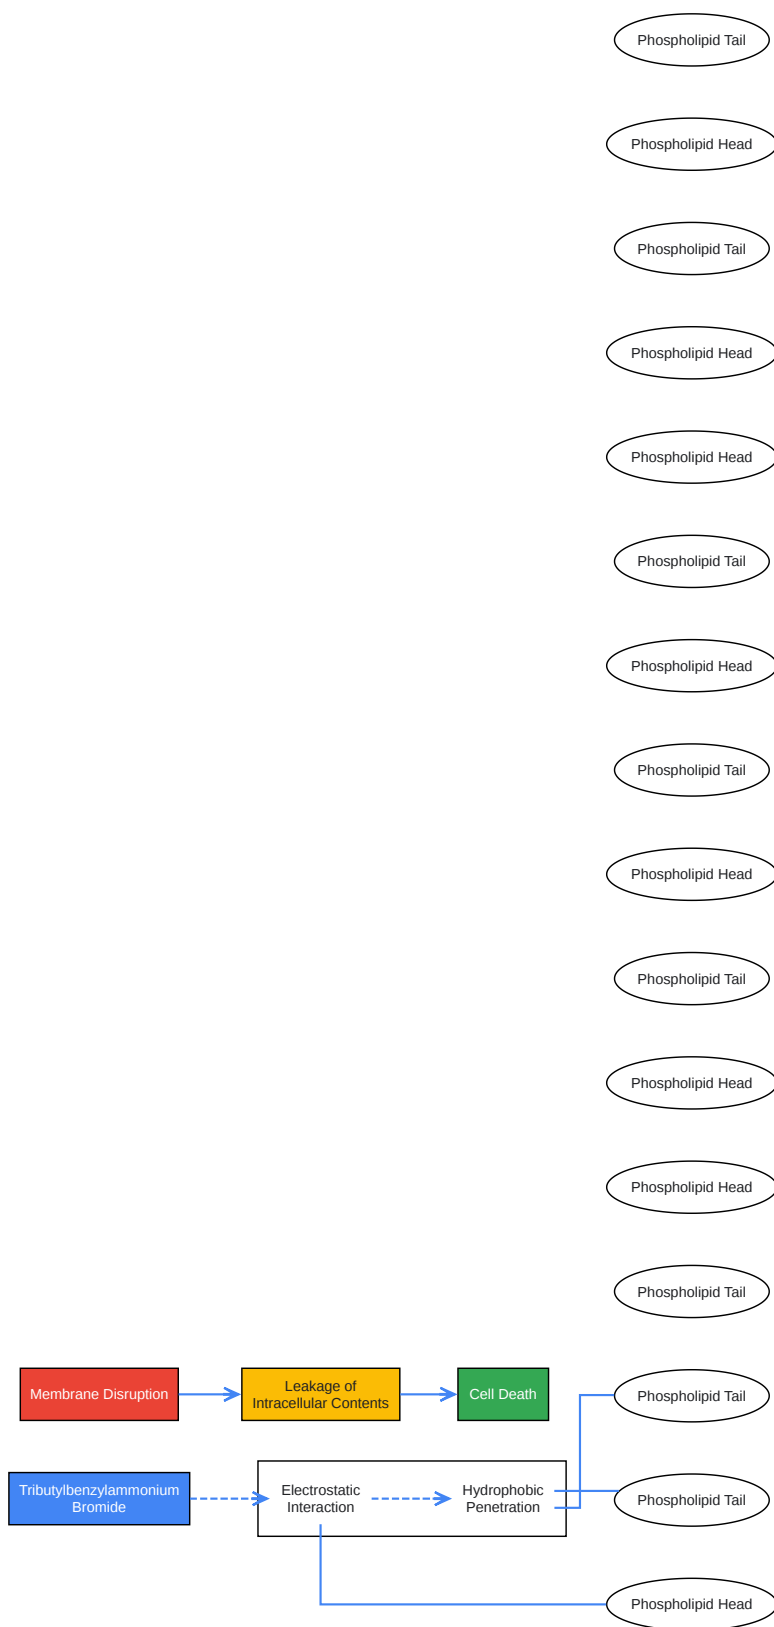 Phospholipid Tail
Phospholipid Head
Phospholipid Tail
Phospholipid Head
Phospholipid Head
Phospholipid Tail
Phospholipid Head
Phospholipid Tail
Phospholipid Head
Phospholipid Tail
Phospholipid Head
Phospholipid Head
Phospholipid Tail
Membrane Disruption
Leakage of
Intracellular Contents
Cell Death
Phospholipid Tail
Tributylbenzylammonium
Bromide
Electrostatic
Interaction
Hydrophobic
Penetration
Phospholipid Tail
Phospholipid Head